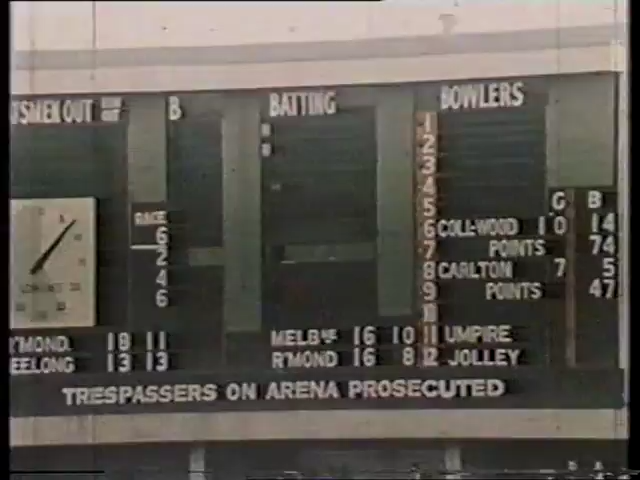 TSMEN OUT B BATTING BOWLERS
1
2
3
4
5
RACE
6
2
4
6
G B
6 COLL-WOOD 10 14
7 POINTS 74
8 CARLTON 7 5
9 POINTS 47
10
R'MOND. 18 11 MELBNE 16 10 11 UMPIRE
EELONG 13 13 R'MOND 16 8 12 JOLLEY
TRESPASSERS ON ARENA PROSECUTED